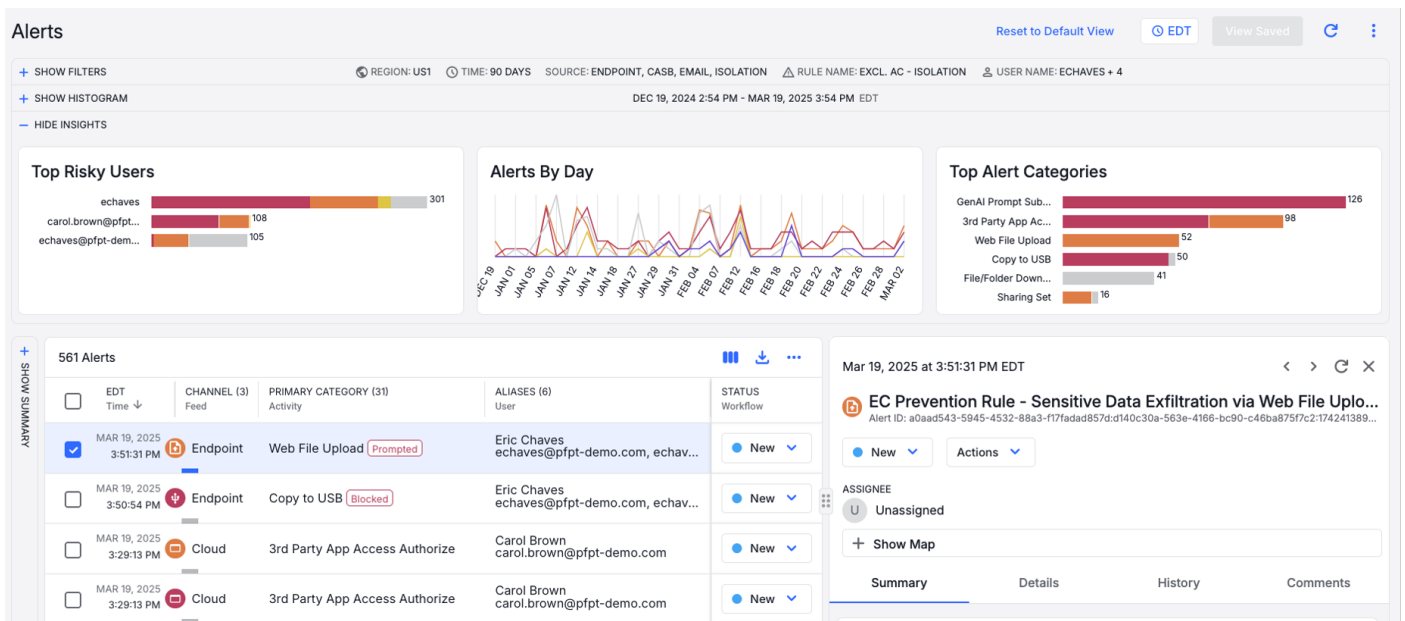 Alerts
Reset to Default View
EDT
View Saved
+ SHOW FILTERS
REGION: US1
TIME: 90 DAYS
SOURCE: ENDPOINT, CASB, EMAIL, ISOLATION
RULE NAME: EXCL. AC - ISOLATION
USER NAME: ECHAVES + 4
+ SHOW HISTOGRAM
DEC 19, 2024 2:54 PM - MAR 19, 2025 3:54 PM EDT
— HIDE INSIGHTS
Top Risky Users
echaves 301
carol.brown@pfpt... 108
echaves@pfpt-dem... 105
Alerts By Day
DEC 19
JAN 01
JAN 05
JAN 07
JAN 12
JAN 14
JAN 18
JAN 27
JAN 29
JAN 31
FEB 04
FEB 07
FEB 12
FEB 16
FEB 18
FEB 20
FEB 22
FEB 24
FEB 26
FEB 28
MAR 02
Top Alert Categories
GenAI Prompt Sub... 126
3rd Party App Ac... 98
Web File Upload 52
Copy to USB 50
File/Folder Down... 41
Sharing Set 16
+ SHOW SUMMARY
561 Alerts
EDT
Time
CHANNEL (3)
Feed
PRIMARY CATEGORY (31)
Activity
ALIASES (6)
User
STATUS
Workflow
MAR 19, 2025
3:51:31 PM
Endpoint
Web File Upload Prompted
Eric Chaves
echaves@pfpt-demo.com, echav...
New
MAR 19, 2025
3:50:54 PM
Endpoint
Copy to USB Blocked
Eric Chaves
echaves@pfpt-demo.com, echav...
New
MAR 19, 2025
3:29:13 PM
Cloud
3rd Party App Access Authorize
Carol Brown
carol.brown@pfpt-demo.com
New
MAR 19, 2025
3:29:13 PM
Cloud
3rd Party App Access Authorize
Carol Brown
carol.brown@pfpt-demo.com
New
Mar 19, 2025 at 3:51:31 PM EDT
EC Prevention Rule - Sensitive Data Exfiltration via Web File Uplo...
Alert ID: a0aad543-5945-4532-88a3-f17fadad857d:d140c30a-563e-4166-bc90-c46ba875f7c2:174241389...
New
Actions
ASSIGNEE
U Unassigned
+ Show Map
Summary
Details
History
Comments